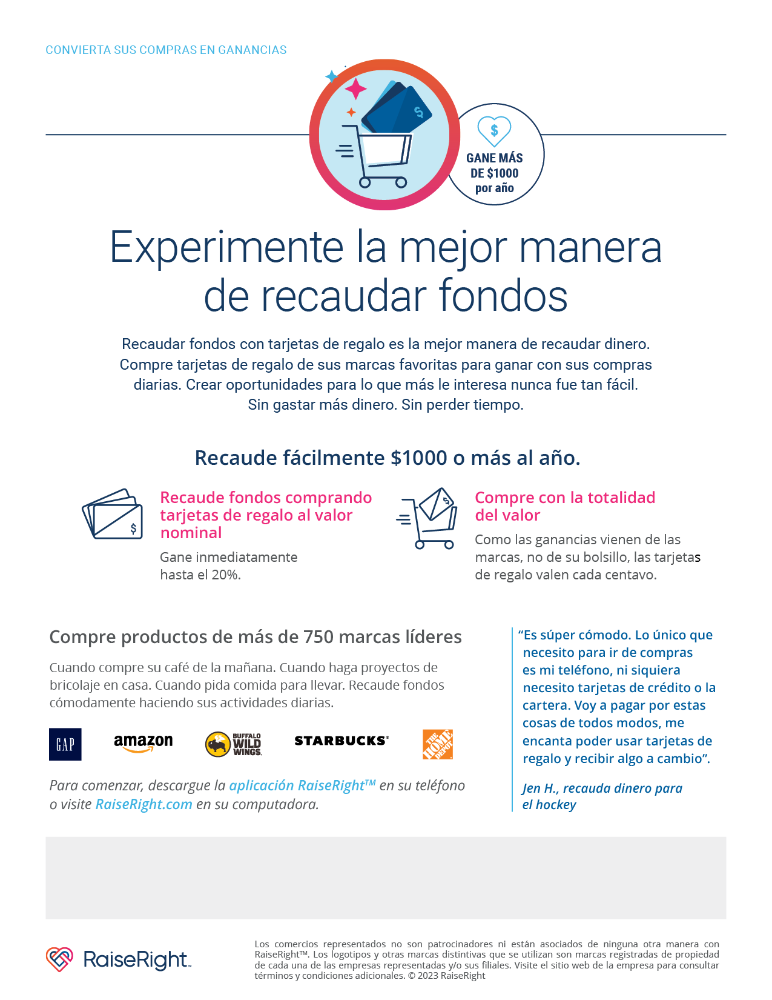 CONVIERTA SUS COMPRAS EN GANANCIAS
$
$
GANE MÁS
DE $1000
por año
Experimente la mejor manera
de recaudar fondos
Recaudar fondos con tarjetas de regalo es la mejor manera de recaudar dinero.
Compre tarjetas de regalo de sus marcas favoritas para ganar con sus compras
diarias. Crear oportunidades para lo que más le interesa nunca fue tan fácil.
Sin gastar más dinero. Sin perder tiempo.
Recaude fácilmente $1000 o más al año.
$
Recaude fondos comprando
tarjetas de regalo al valor
nominal
Gane inmediatamente
hasta el 20%.
$
Compre con la totalidad
del valor
Como las ganancias vienen de las
marcas, no de su bolsillo, las tarjetas
de regalo valen cada centavo.
Compre productos de más de 750 marcas líderes
Cuando compre su café de la mañana. Cuando haga proyectos de
bricolaje en casa. Cuando pida comida para llevar. Recaude fondos
cómodamente haciendo sus actividades diarias.
GAP
amazon
BUFFALO
WILD
WINGS.
STARBUCKS®
THE
HOME
DEPOT
Para comenzar, descargue la aplicación RaiseRight™ en su teléfono
o visite RaiseRight.com en su computadora.
“Es súper cómodo. Lo único que
necesito para ir de compras
es mi teléfono, ni siquiera
necesito tarjetas de crédito o la
cartera. Voy a pagar por estas
cosas de todos modos, me
encanta poder usar tarjetas de
regalo y recibir algo a cambio”.
Jen H., recauda dinero para
el hockey
RaiseRight™
Los comercios representados no son patrocinadores ni están asociados de ninguna otra manera con
RaiseRight™. Los logotipos y otras marcas distintivas que se utilizan son marcas registradas de propiedad
de cada una de las empresas representadas y/o sus filiales. Visite el sitio web de la empresa para consultar
términos y condiciones adicionales. © 2023 RaiseRight